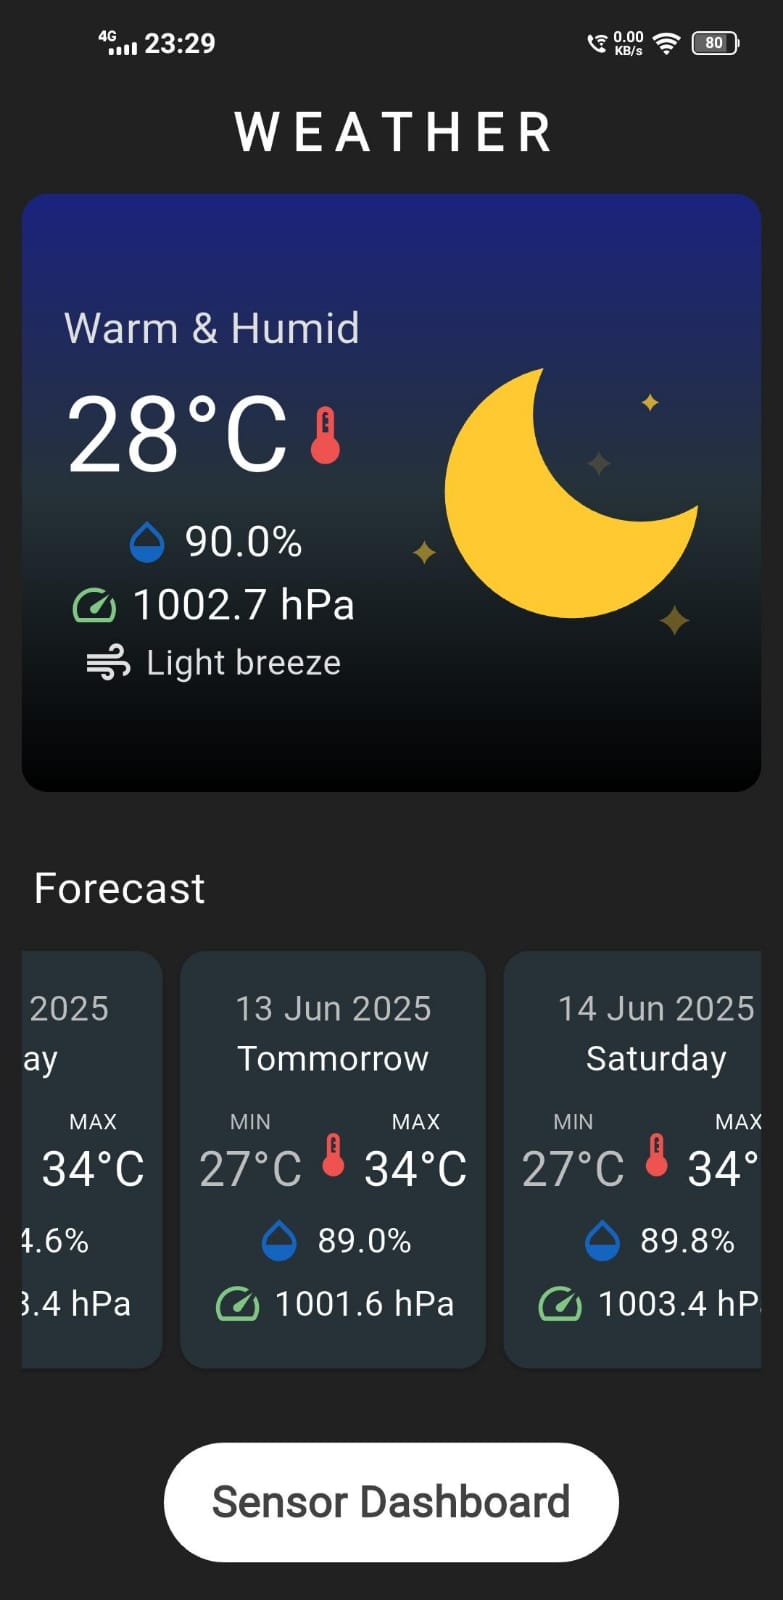 4G 23:29 0.00 KB/s 80
WEATHER
Warm & Humid
28°C
90.0%
1002.7 hPa
Light breeze
Forecast
2025
ay
MAX
34°C
4.6%
3.4 hPa
13 Jun 2025
Tommorrow
MIN MAX
27°C 34°C
89.0%
1001.6 hPa
14 Jun 2025
Saturday
MIN MAX
27°C 34°
89.8%
1003.4 hP
Sensor Dashboard